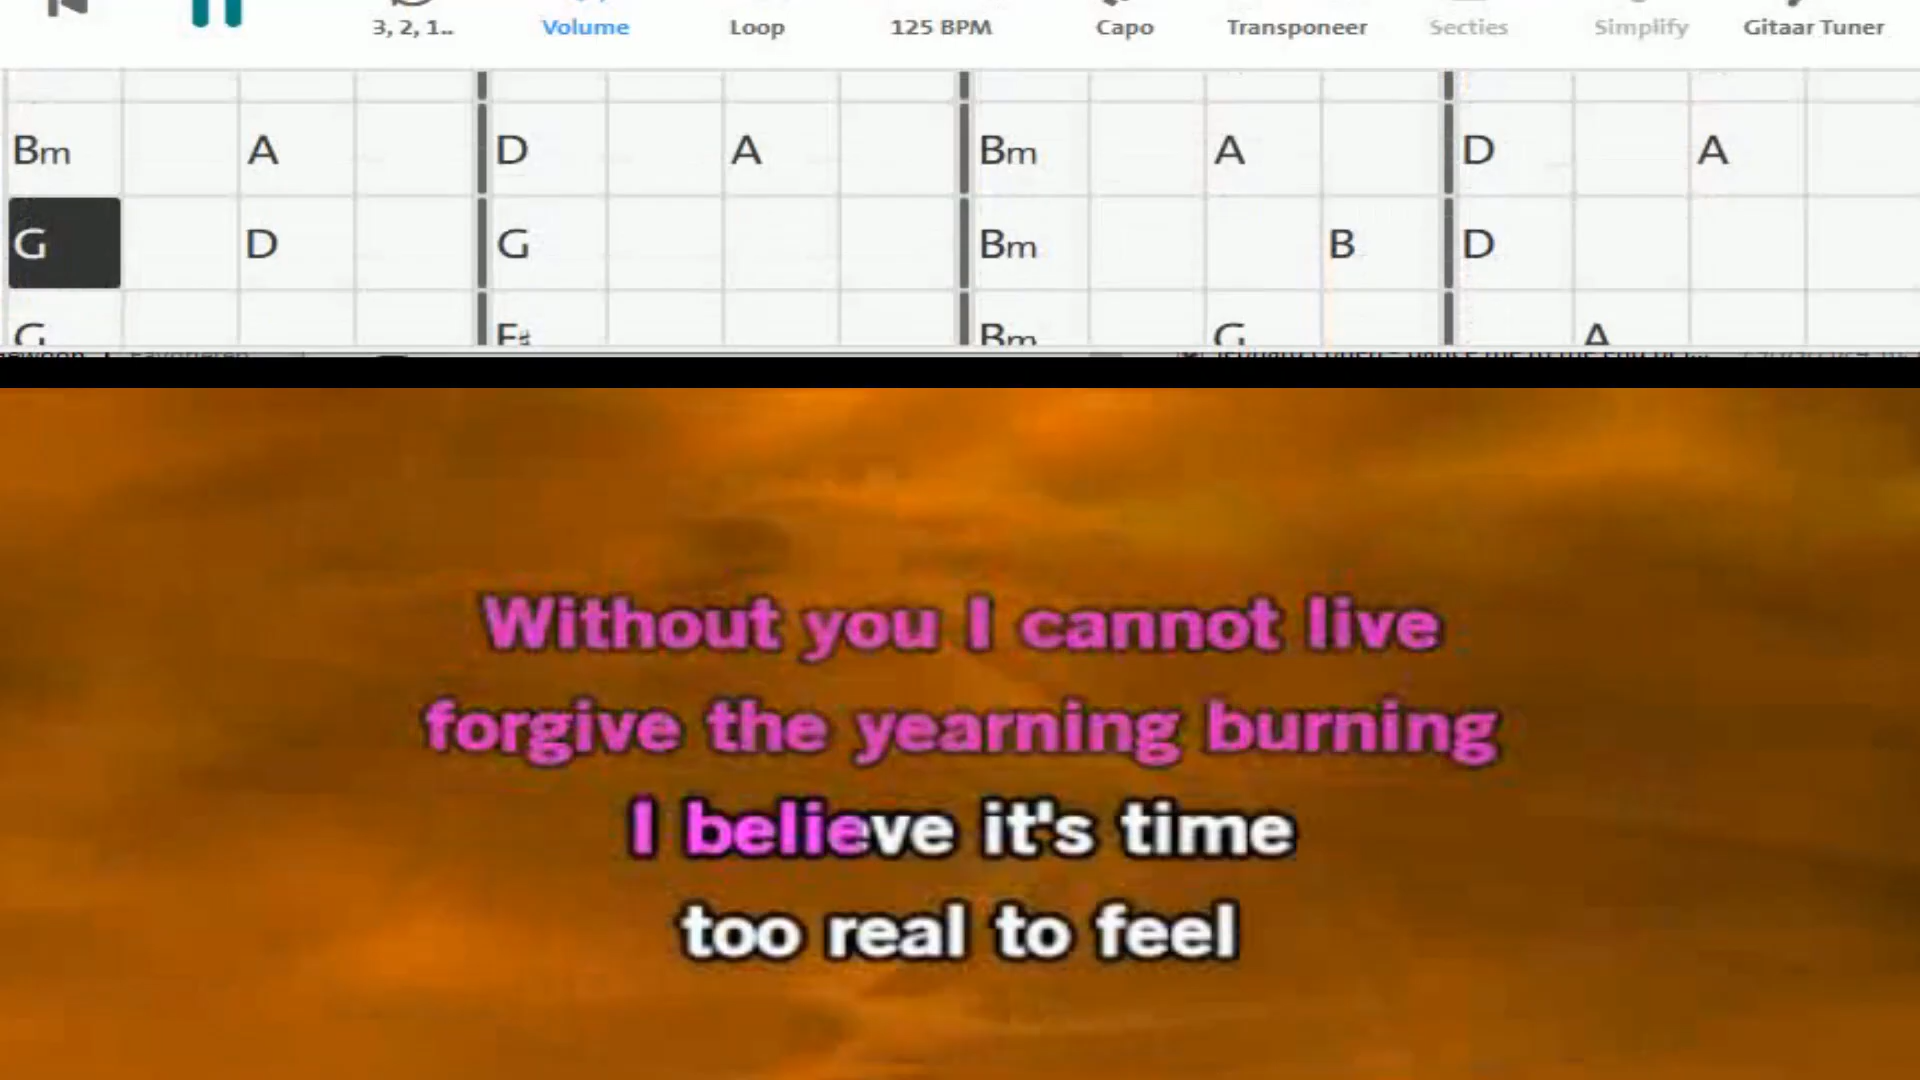 3, 2, 1.. Volume Loop 125 BPM Capo Transponeer Secties Simplify Gitaar Tuner
Bm A D A Bm A D A
G D G Bm B D
G F♯ Bm G A
Without you I cannot live
forgive the yearning burning
I believe it's time
too real to feel